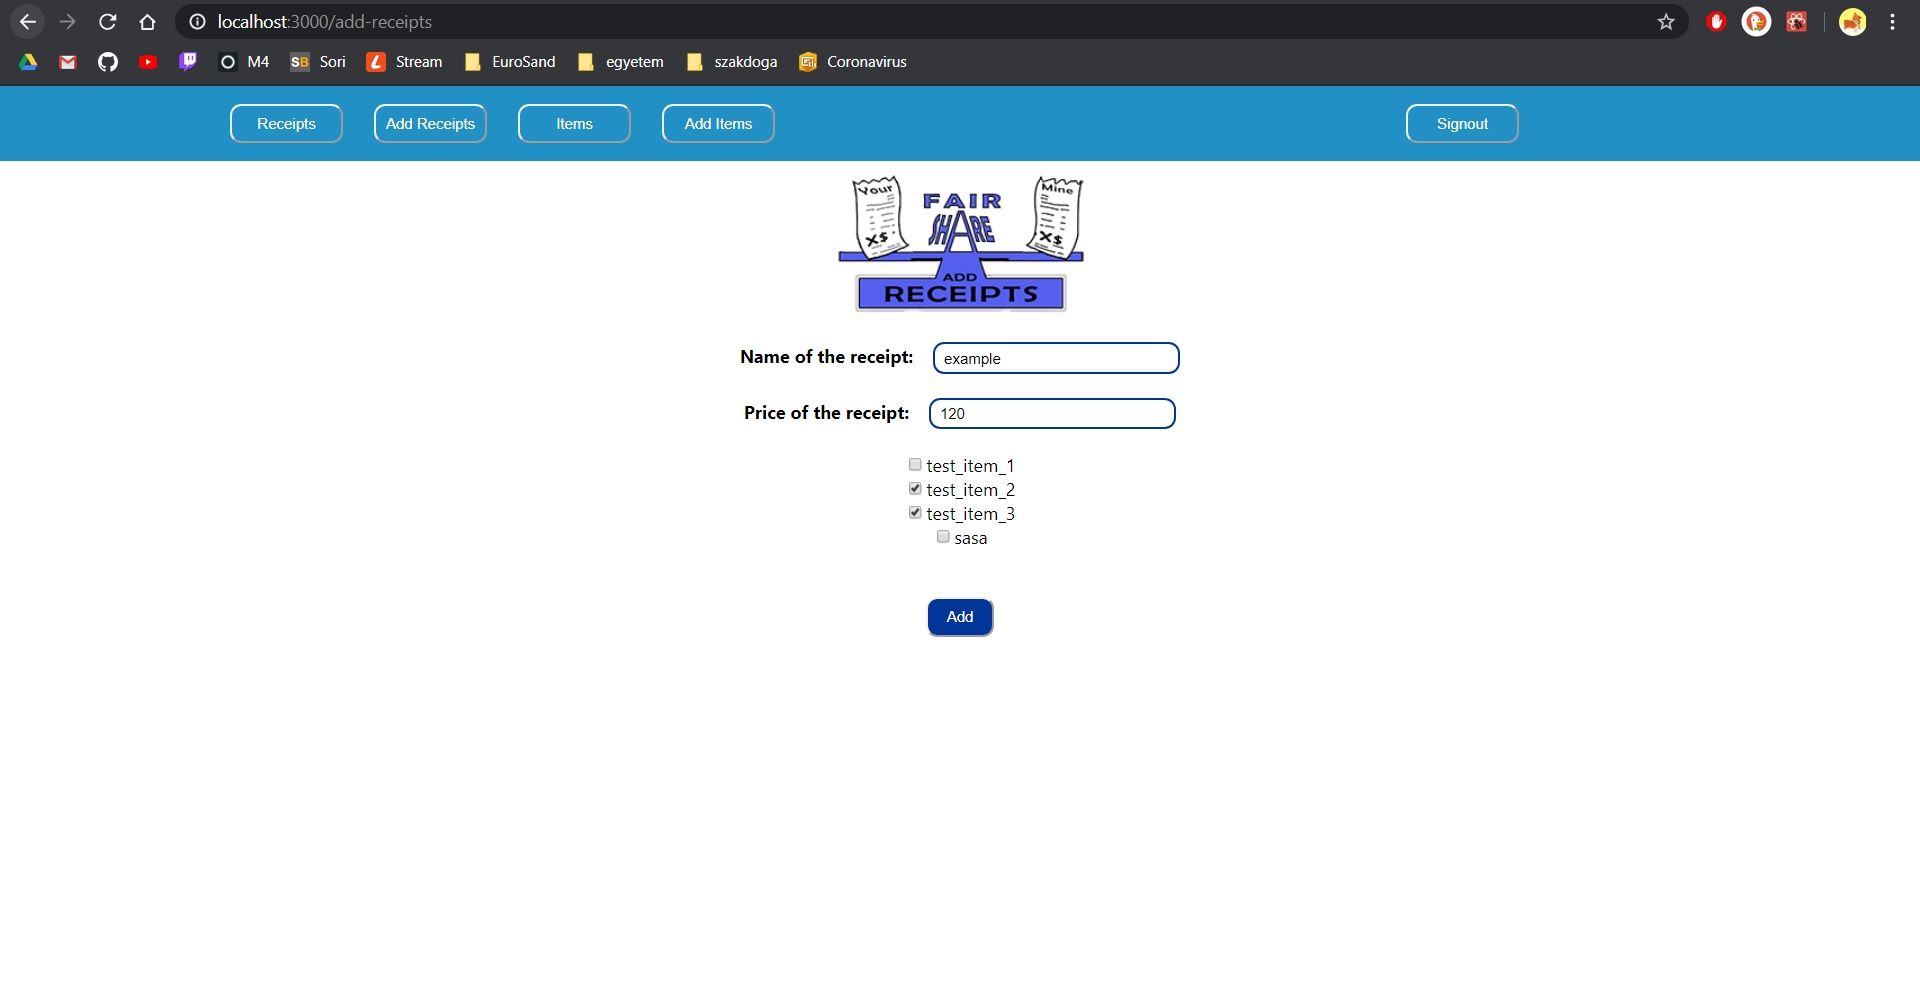 localhost:3000/add-receipts
M4 Sori Stream EuroSand egyetem szakdoga Coronavirus
Receipts Add Receipts Items Add Items Signout
Your Mine
FAIR
SHARE
X$ X$
ADD
RECEIPTS
Name of the receipt: example
Price of the receipt: 120
test_item_1
test_item_2
test_item_3
sasa
Add